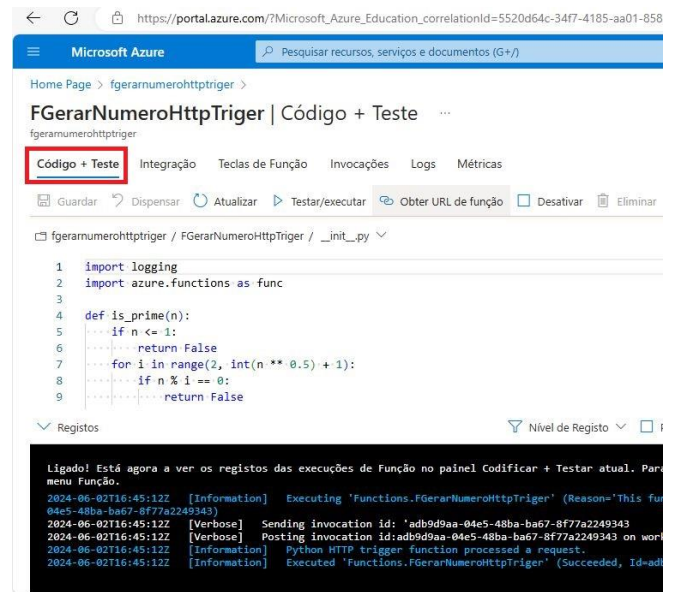 https://portal.azure.com/?Microsoft_Azure_Education_correlationId=5520d64c-34f7-4185-aa01-858
Microsoft Azure
Pesquisar recursos, serviços e documentos (G+/)
Home Page > fgerarnumerohttptriger >
FGerarNumeroHttpTriger | Código + Teste ...
fgerarnumerohttptriger
Código + Teste Integração Teclas de Função Invocações Logs Métricas
Guardar Dispensar Atualizar Testar/executar Obter URL de função Desativar Eliminar
fgerarnumerohttptriger / FGerarNumeroHttpTriger / __init__.py
1 import logging
2 import azure.functions as func
3
4 def is_prime(n):
5 if n <= 1:
6 return False
7 for i in range(2, int(n ** 0.5) + 1):
8 if n % i == 0:
9 return False
Registos Nível de Registo
Ligado! Está agora a ver os registos das execuções de Função no painel Codificar + Testar atual. Para
menu Função.
2024-06-02T16:45:12Z [Information] Executing 'Functions.FGerarNumeroHttpTriger' (Reason='This fun
04e5-48ba-ba67-8f77a2249343)
2024-06-02T16:45:12Z [Verbose] Sending invocation id: 'adb9d9aa-04e5-48ba-ba67-8f77a2249343
2024-06-02T16:45:12Z [Verbose] Posting invocation id:adb9d9aa-04e5-48ba-ba67-8f77a2249343 on work
2024-06-02T16:45:12Z [Information] Python HTTP trigger function processed a request.
2024-06-02T16:45:12Z [Information] Executed 'Functions.FGerarNumeroHttpTriger' (Succeeded, Id=adb